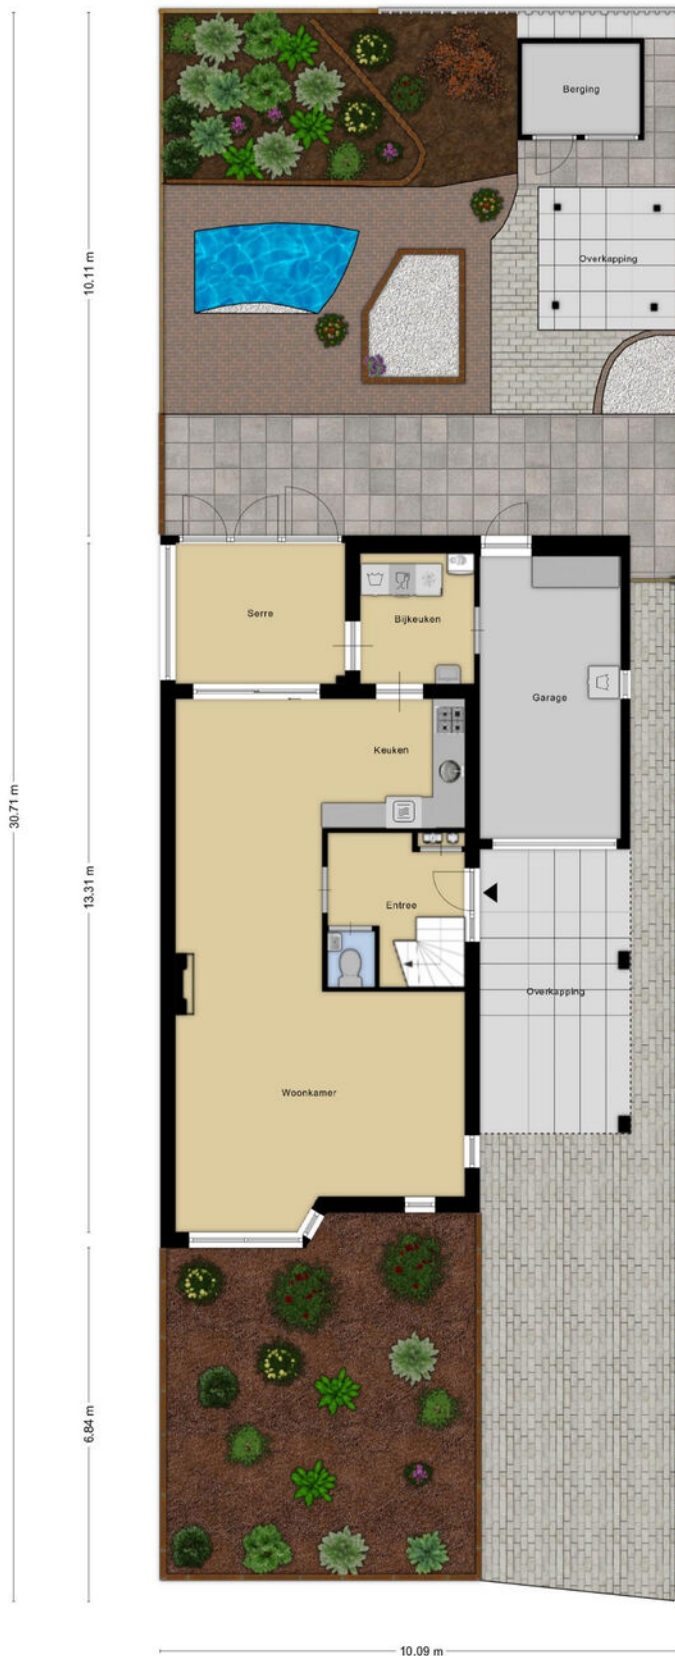 Berging
Overkapping
10.11 m
Serre
Bijkeuken
Garage
Keuken
30.71 m
13.31 m
Entree
Overkapping
Woonkamer
6.84 m
10.09 m